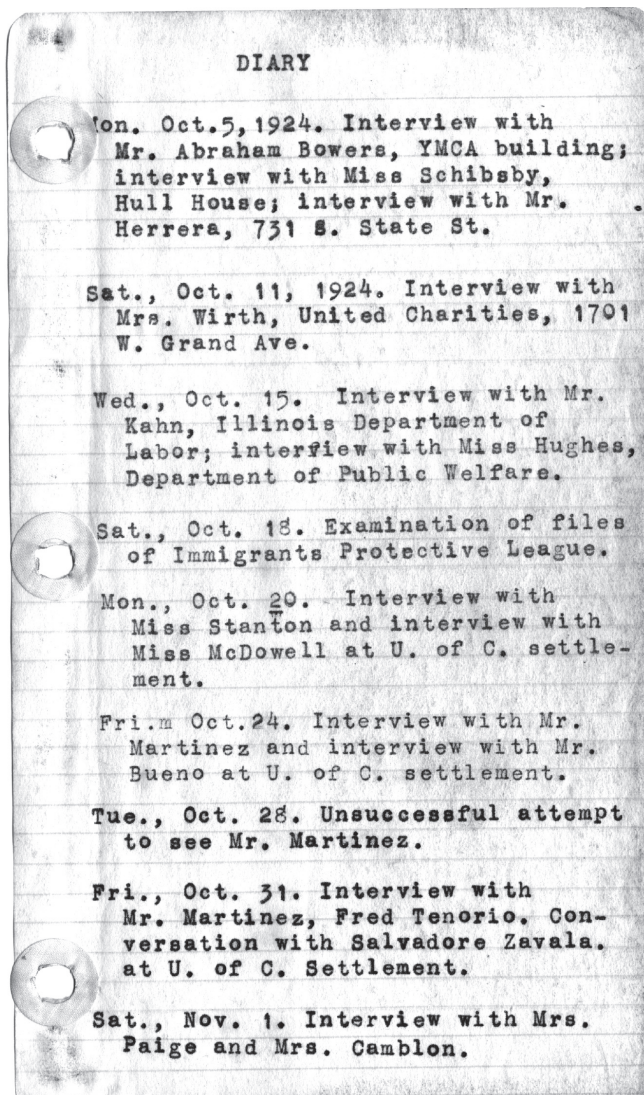 DIARY
Mon. Oct.5,1924. Interview with
Mr. Abraham Bowers, YMCA building;
interview with Miss Schibsby,
Hull House; interview with Mr.
Herrera, 731 S. State St.
Sat., Oct. 11, 1924. Interview with
Mrs. Wirth, United Charities, 1701
W. Grand Ave.
Wed., Oct. 15. Interview with Mr.
Kahn, Illinois Department of
Labor; interfiew with Miss Hughes,
Department of Public Welfare.
Sat., Oct. 18. Examination of files
of Immigrants Protective League.
Mon., Oct. 20. Interview with
Miss Stanton and interview with
Miss McDowell at U. of C. settle-
ment.
Fri.m Oct.24. Interview with Mr.
Martinez and interview with Mr.
Bueno at U. of C. settlement.
Tue., Oct. 28. Unsuccessful attempt
to see Mr. Martinez.
Fri., Oct. 31. Interview with
Mr. Martinez, Fred Tenorio. Con-
versation with Salvadore Zavala.
at U. of C. Settlement.
Sat., Nov. 1. Interview with Mrs.
Paige and Mrs. Camblon.